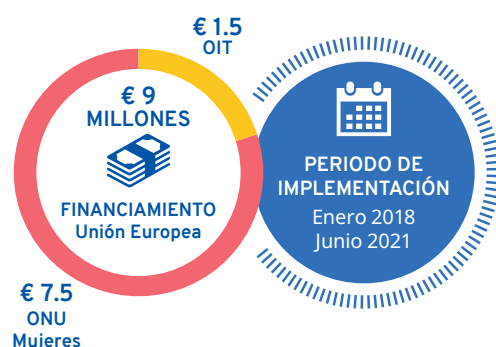 € 1.5
OIT
€ 9
MILLONES
FINANCIAMIENTO
Unión Europea
€ 7.5
ONU
Mujeres
PERIODO DE
IMPLEMENTACIÓN
Enero 2018
Junio 2021